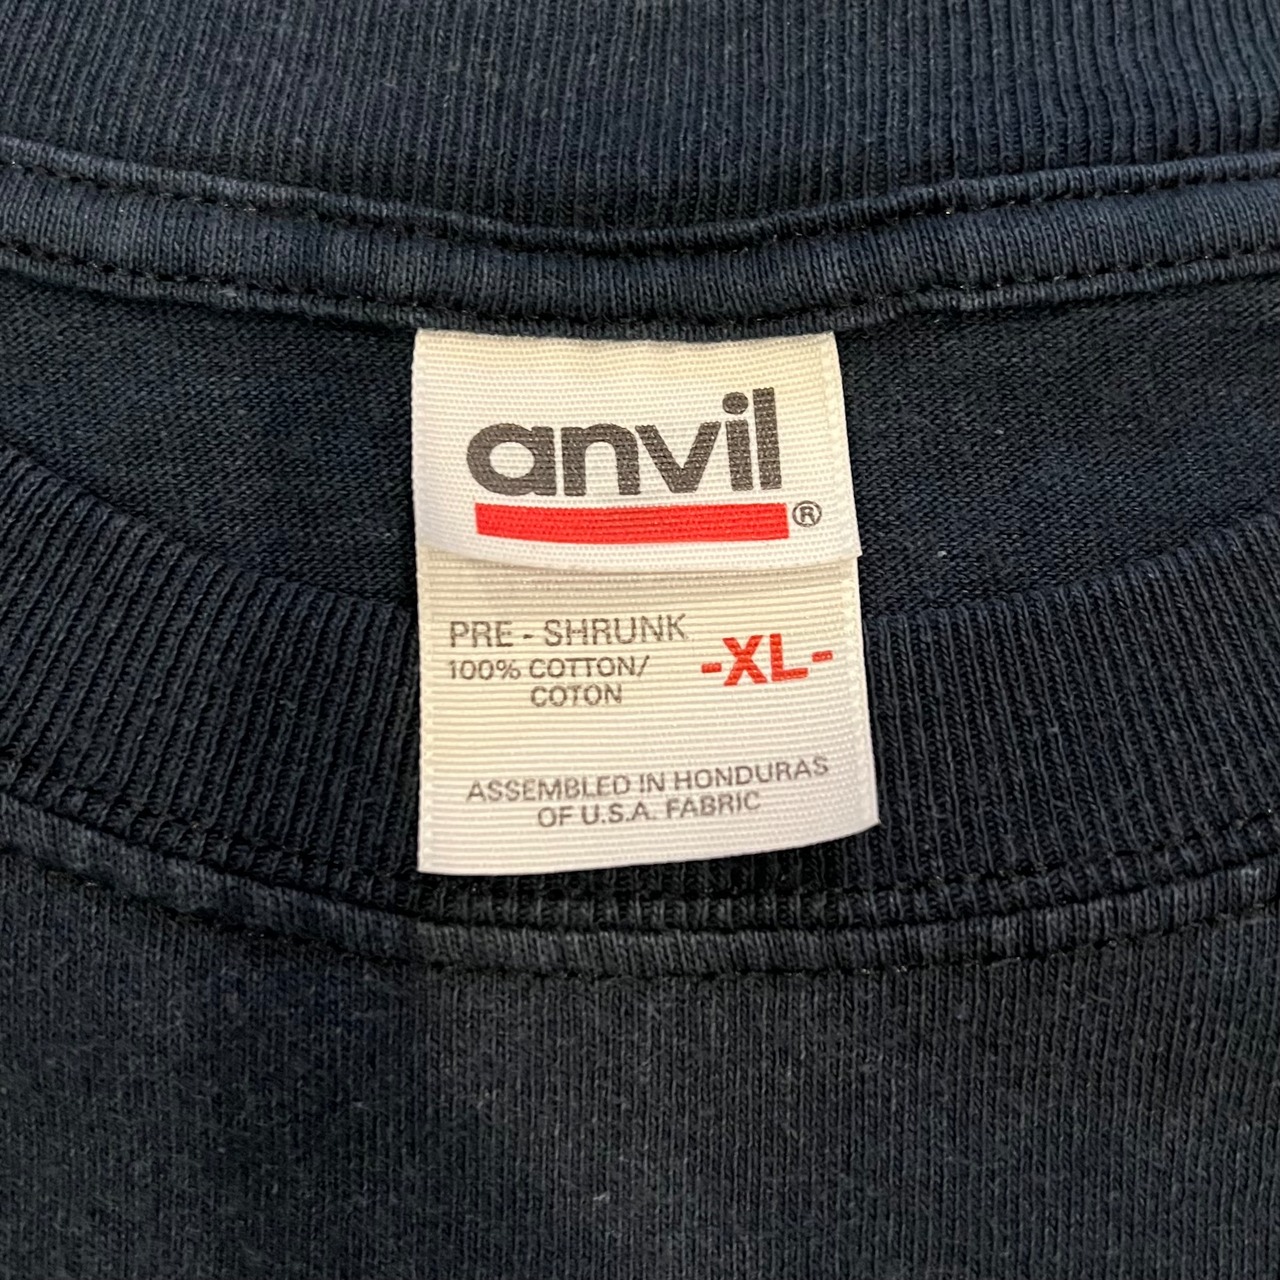 anvil
®
PRE - SHRUNK
100% COTTON/
COTON
-XL-
ASSEMBLED IN HONDURAS
OF U.S.A. FABRIC